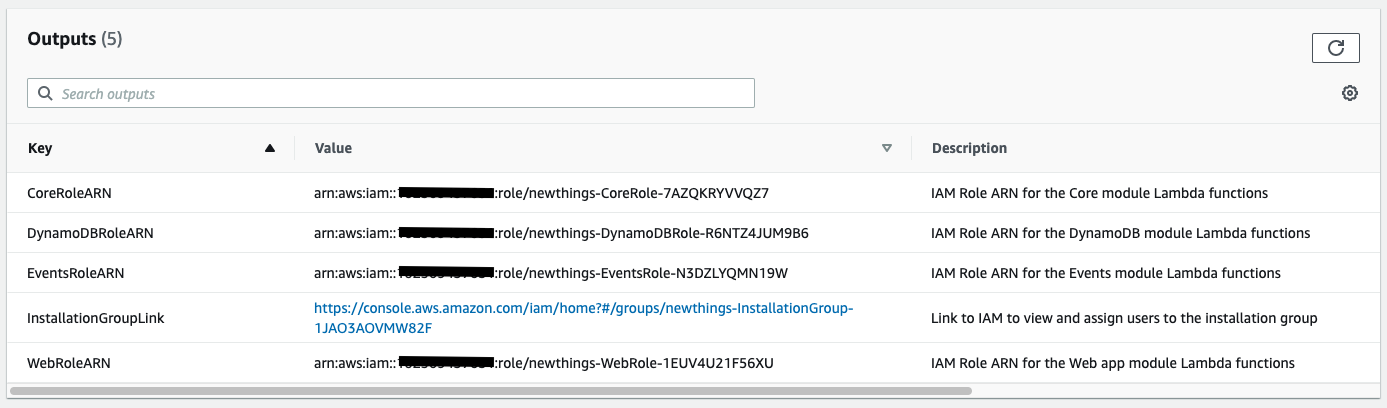 Outputs (5)
Search outputs
Key Value Description
CoreRoleARN arn:aws:iam:: :role/newthings-CoreRole-7AZQKRYVVQZ7 IAM Role ARN for the Core module Lambda functions
DynamoDBRoleARN arn:aws:iam:: :role/newthings-DynamoDBRole-R6NTZ4JUM9B6 IAM Role ARN for the DynamoDB module Lambda functions
EventsRoleARN arn:aws:iam:: :role/newthings-EventsRole-N3DZLYQMN19W IAM Role ARN for the Events module Lambda functions
https://console.aws.amazon.com/iam/home?#/groups/newthings-InstallationGroup-
InstallationGroupLink Link to IAM to view and assign users to the installation group
1JAO3AOVMW82F
WebRoleARN arn:aws:iam:: :role/newthings-WebRole-1EUV4U21F56XU IAM Role ARN for the Web app module Lambda functions